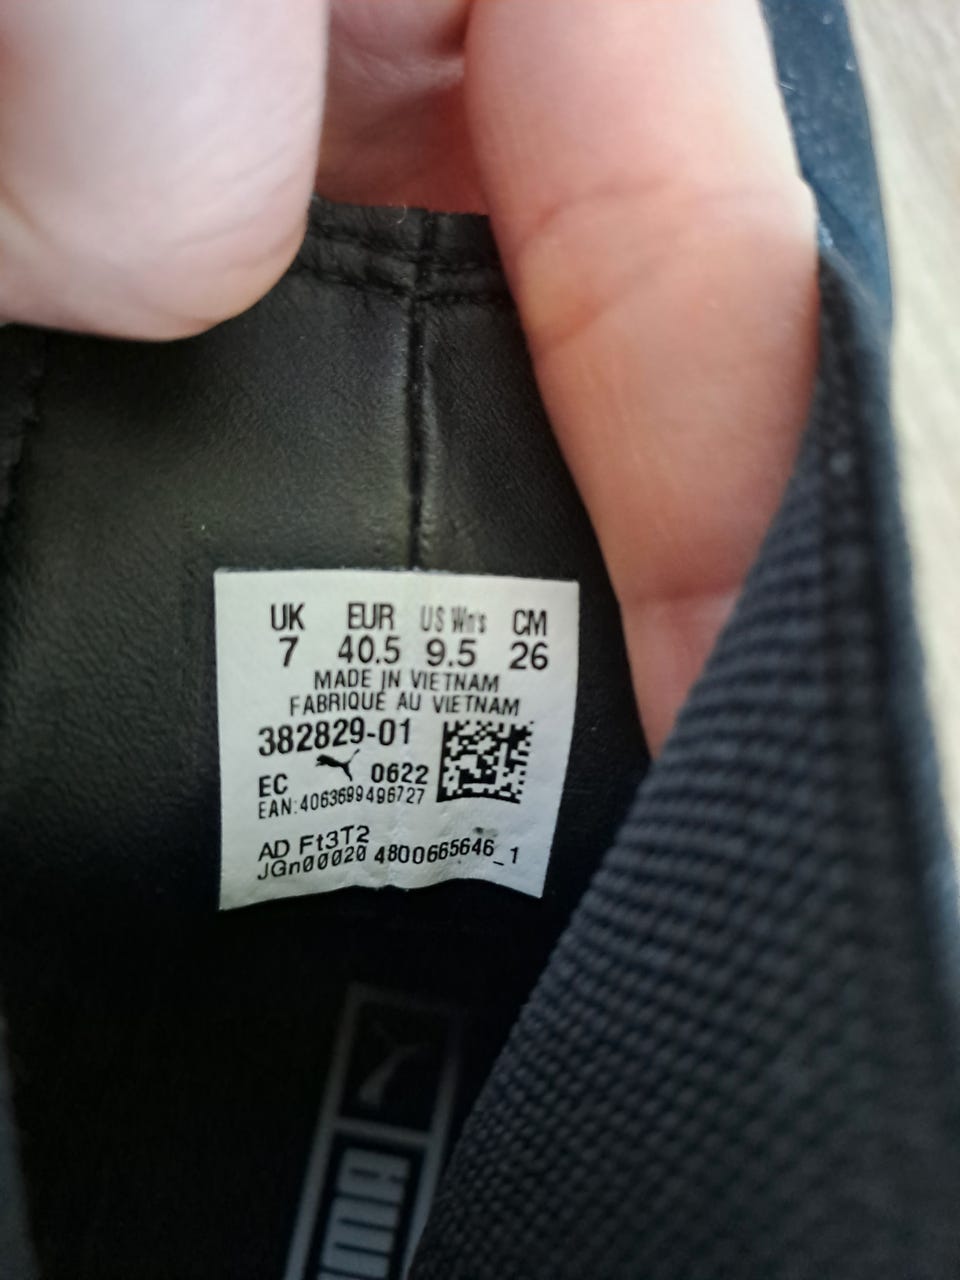 UK EUR US Wn's CM
7 40.5 9.5 26
MADE IN VIETNAM
FABRIQUÉ AU VIETNAM
382829-01
EC 0622
EAN:4063699496727
AD Ft3T2
JGn00020 4800665646_1
PUMA